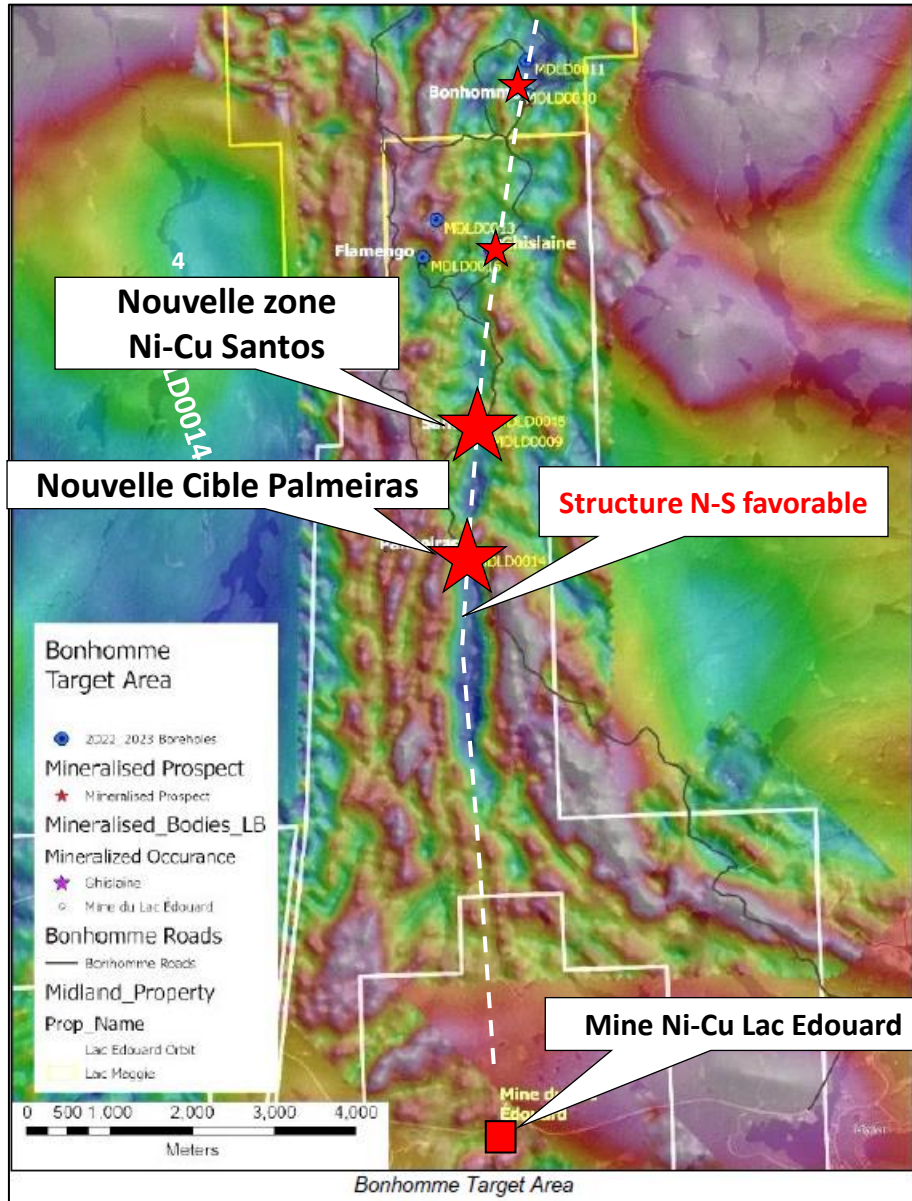 MDLD0011
Bonhomme
MDLD0010
MDLD0013
Ghislaine
Flamengo
MDLD0016
4
Nouvelle zone
Ni-Cu Santos
LD0014
MDLD0009
Nouvelle Cible Palmeiras
Structure N-S favorable
Palmeiras
MDLD0014
Bonhomme
Target Area
2022_2023 Boreholes
Mineralised Prospect
Mineralised Prospect
Mineralised_Bodies_LB
Mineralized Occurance
Ghislaine
Mine du Lac Édouard
Bonhomme Roads
Bonhomme Roads
Midland_Property
Prop_Name
Lac Edouard Orbit
Lac Maggie
Mine Ni-Cu Lac Edouard
Mine du
Édouard
0 500 1.000 2,000 3,000 4,000
Meters
Bonhomme Target Area